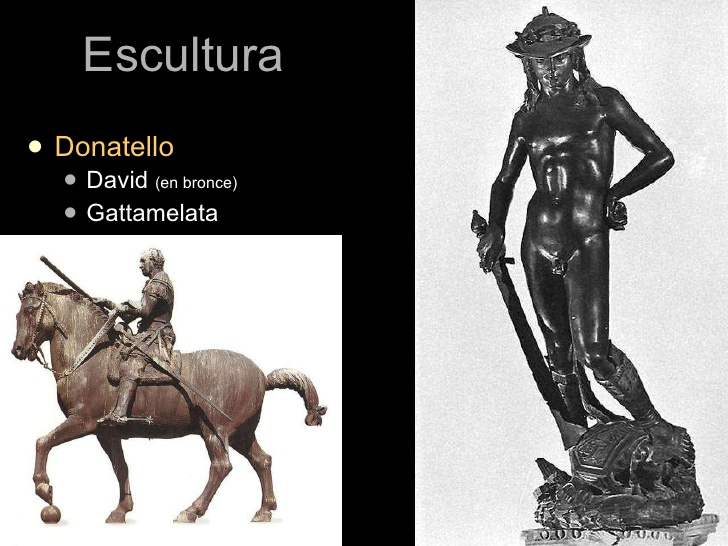 Escultura
Donatello
David (en bronce)
Gattamelata